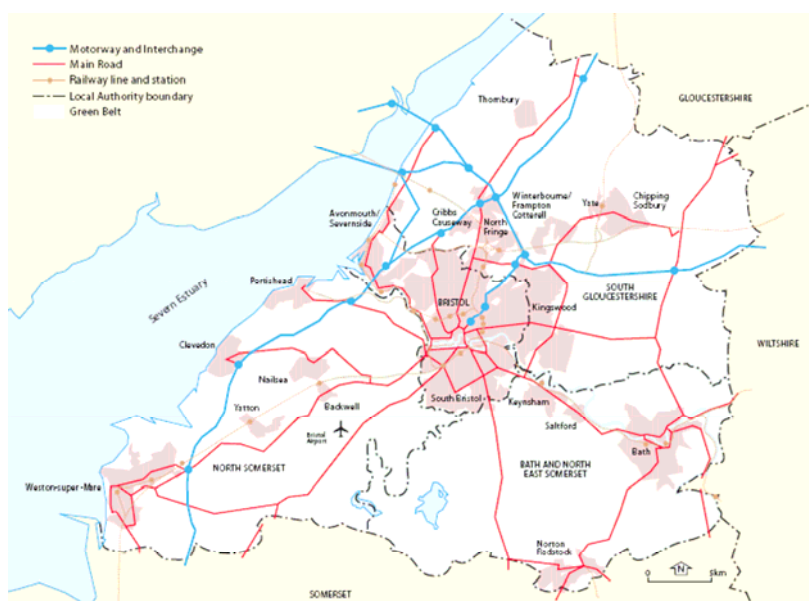 Motorway and Interchange
Main Road
Railway line and station
Local Authority boundary
Green Belt
Thornbury
GLOUCESTERSHIRE
Avonmouth/
Severnside
Cribbs
Causeway
North
Fringe
Winterbourne/
Frampton
Cotterell
Yate
Chipping
Sodbury
Severn Estuary
Portishead
BRISTOL
Kingswood
SOUTH
GLOUCESTERSHIRE
WILTSHIRE
Clevedon
Nailsea
Yatton
Backwell
South Bristol
Keynsham
Saltford
Bristol
Airport
Bath
NORTH SOMERSET
BATH AND NORTH
EAST SOMERSET
Weston-super-Mare
Norton
Radstock
N
0
5km
SOMERSET